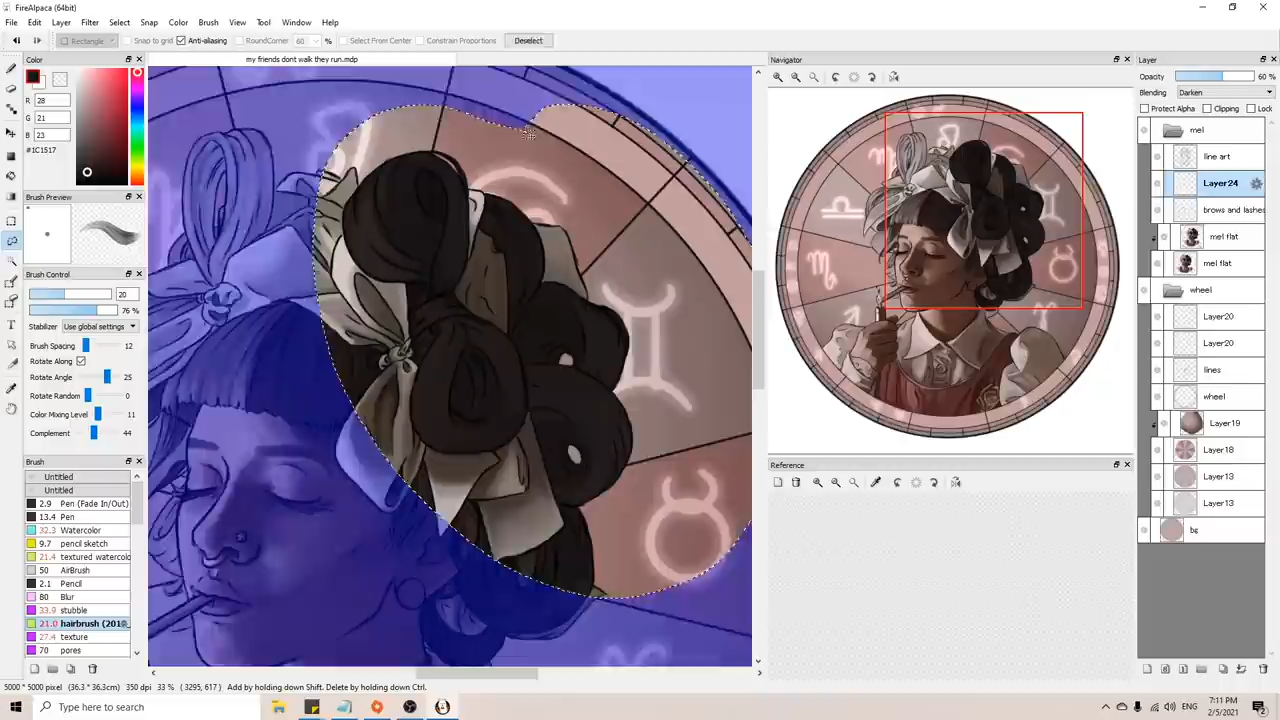 FireAlpaca (64bit)
File Edit Layer Filter Select Snap Color Brush View Tool Window Help
Rectangle Snap to grid Anti-aliasing RoundCorner 60 % Select From Center Constrain Proportions Deselect
Color
my friends dont walk they run.mdp
Navigator
Layer
R 28
G 21
B 23
#1C1517
Brush Preview
Brush Control
20
76 %
Stabilizer Use global settings
Brush Spacing 12
Rotate Along
Rotate Angle 25
Rotate Random 0
Color Mixing Level 11
Complement 44
Brush
Untitled
Untitled
2.9 Pen (Fade In/Out)
13.4 Pen
32.3 Watercolor
9.7 pencil sketch
21.4 textured watercolo
50 AirBrush
2.1 Pencil
80 Blur
33.9 stubble
21.0 hairbrush (201
27.4 texture
70 pores
Opacity 60 %
Blending Darken
Protect Alpha Clipping Lock
mel
line art
Layer24
brows and lashes
mel flat
mel flat
wheel
Layer20
Layer20
lines
wheel
Layer19
Layer18
Layer13
Layer13
bg
Reference
5000 * 5000 pixel (36.3 * 36.3cm) 350 dpi 33 % ( 3295, 617 ) Add by holding down Shift. Delete by holding down Ctrl.
Type here to search
ENG
7:11 PM
2/5/2021
2